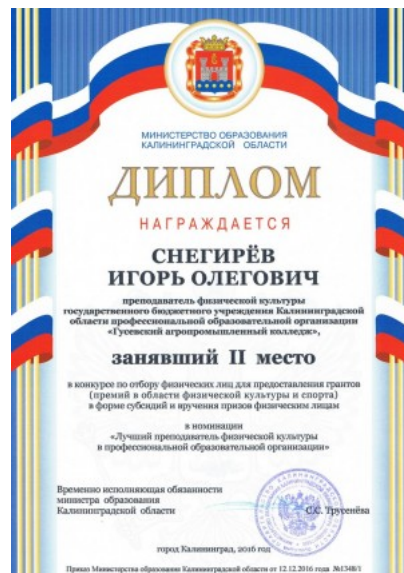 МИНИСТЕРСТВО ОБРАЗОВАНИЯ
КАЛИНИНГРАДСКОЙ ОБЛАСТИ
ДИПЛОМ
НАГРАЖДАЕТСЯ
СНЕГИРЁВ
ИГОРЬ ОЛЕГОВИЧ
преподаватель физической культуры
государственного бюджетного учреждения Калининградской
области профессиональной образовательной организации
«Гусевский агропромышленный колледж»,
занявший II место
в конкурсе по отбору физических лиц для предоставления грантов
(премий в области физической культуры и спорта)
в форме субсидий и вручения призов физическим лицам
в номинации
«Лучший преподаватель физической культуры
в профессиональной образовательной организации»
Временно исполняющая обязанности
министра образования
Калининградской области
С.С. Трусенёва
город Калининград, 2016 год
Приказ Министерства образования Калининградской области от 12.12.2016 года №1348/1